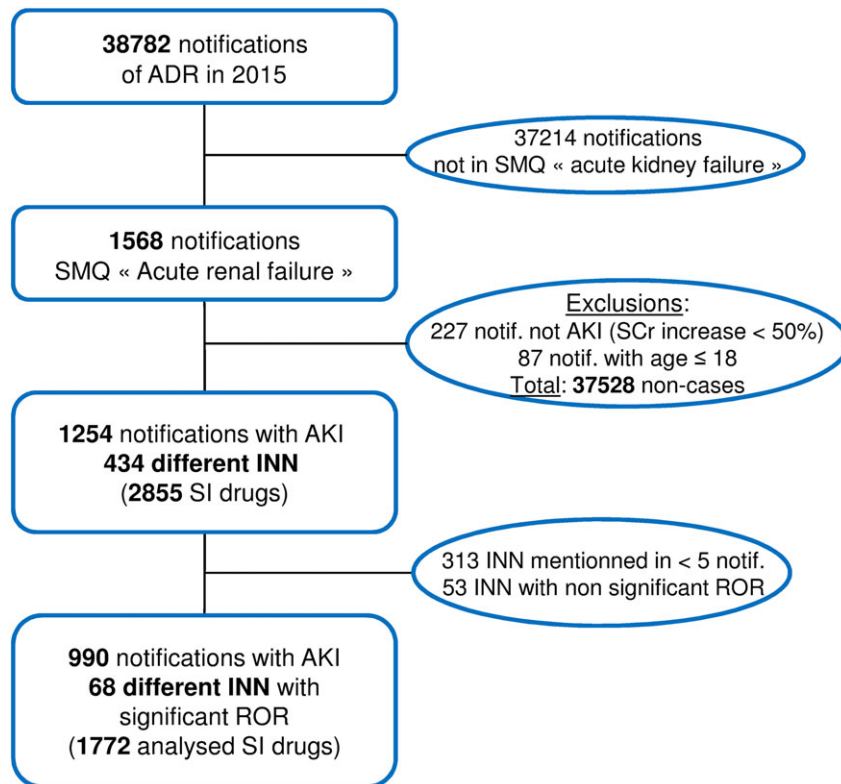 38782 notifications
of ADR in 2015
37214 notifications
not in SMQ « acute kidney failure »
1568 notifications
SMQ « Acute renal failure »
Exclusions:
227 notif. not AKI (SCr increase < 50%)
87 notif. with age ≤ 18
Total: 37528 non-cases
1254 notifications with AKI
434 different INN
(2855 SI drugs)
313 INN mentionned in < 5 notif.
53 INN with non significant ROR
990 notifications with AKI
68 different INN with
significant ROR
(1772 analysed SI drugs)